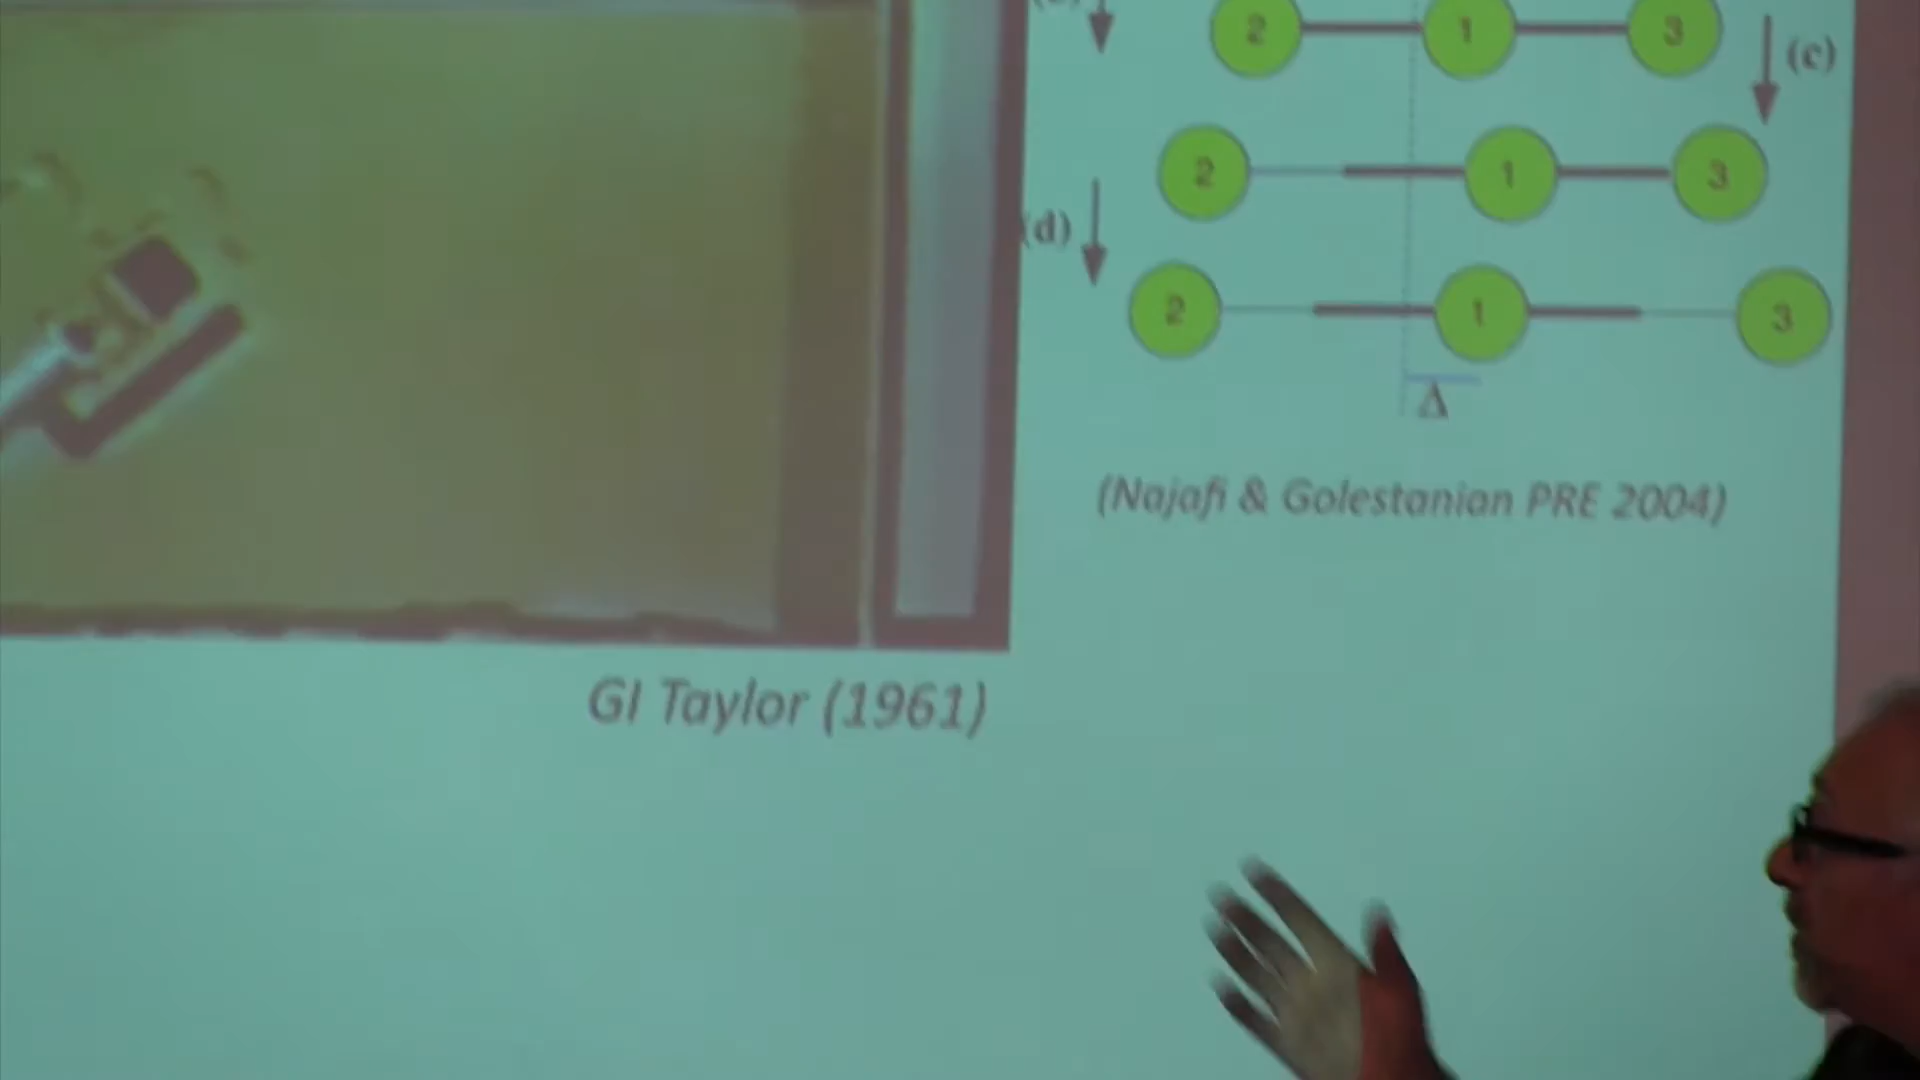 2 1 3
(c)
2 1 3
(d)
2 1 3
Δ
(Najafi & Golestanian PRE 2004)
GI Taylor (1961)